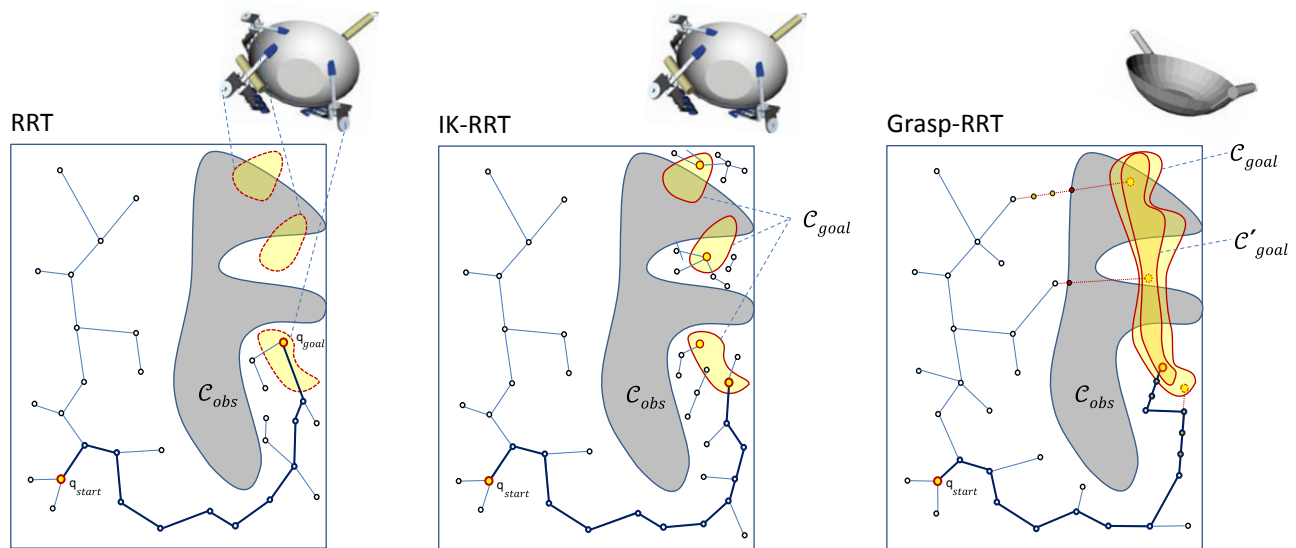 RRT
q_goal
C_obs
q_start
IK-RRT
C_goal
C_obs
q_start
Grasp-RRT
C_goal
C'_goal
C_obs
q_start